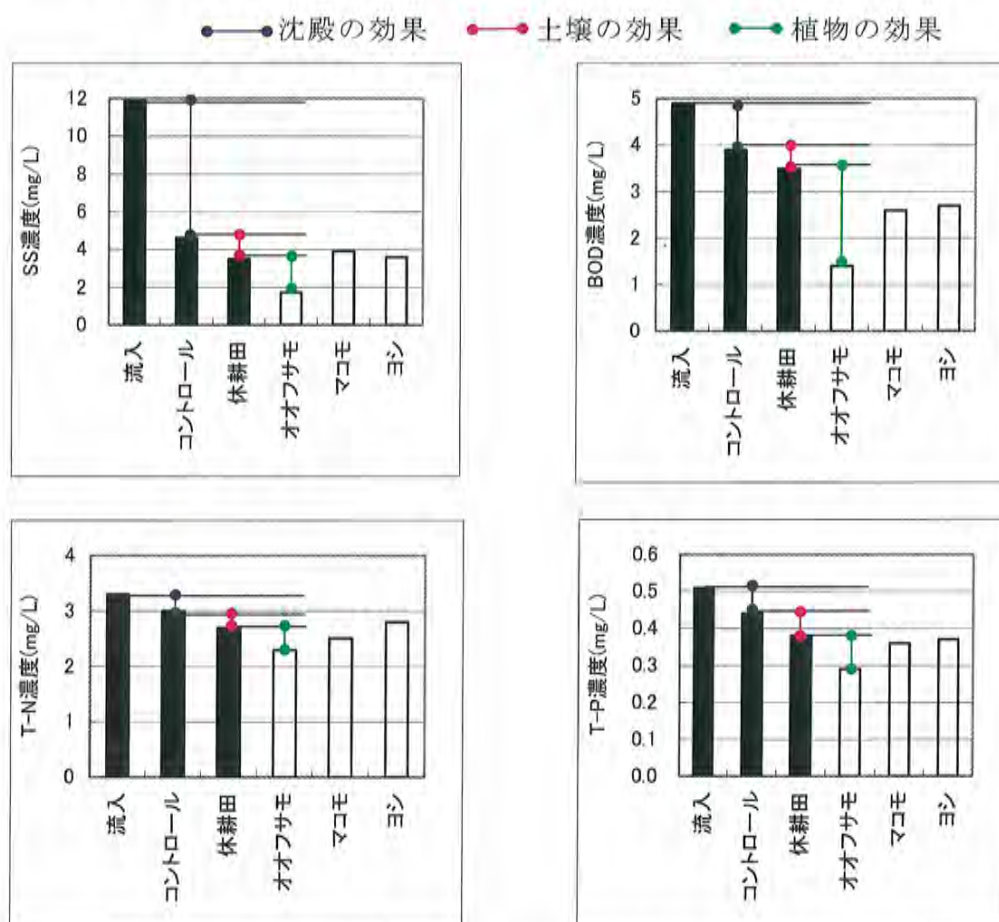 沈殿の効果 土壌の効果 植物の効果
SS濃度(mg/L)
12
10
8
6
4
2
0
流入
コントロール
休耕田
オオフサモ
マコモ
ヨシ
BOD濃度(mg/L)
5
4
3
2
1
0
流入
コントロール
休耕田
オオフサモ
マコモ
ヨシ
T-N濃度(mg/L)
4
3
2
0
流入
コントロール
休耕田
オオフサモ
マコモ
ヨシ
T-P濃度(mg/L)
0.6
0.5
0.4
0.3
0.2
0.1
0.0
流入
コントロール
休耕田
オオフサモ
マコモ
ヨシ